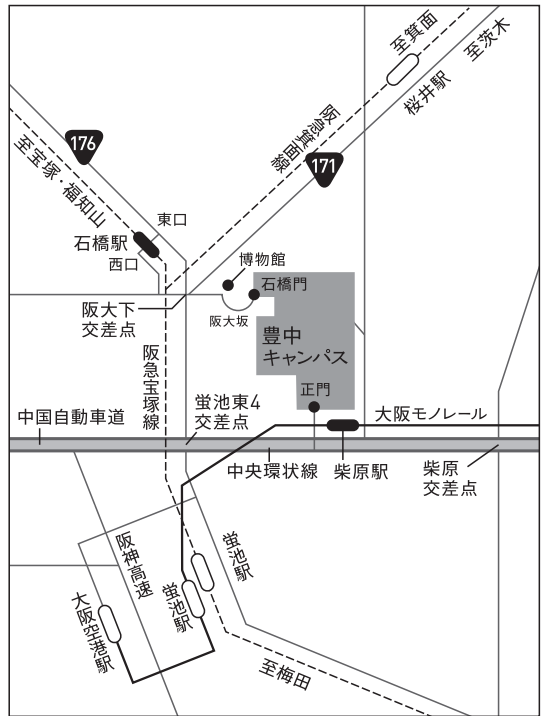 至箕面
至茨木
桜井駅
阪急箕面線
176
171
至宝塚・福知山
東口
石橋駅
西口
博物館
石橋門
阪大下
交差点
阪大坂
豊中
キャンパス
正門
阪急宝塚線
中国自動車道
蛍池東4
交差点
大阪モノレール
中央環状線
柴原駅
柴原
交差点
阪神高速
蛍池駅
蛍池駅
大阪空港駅
至梅田